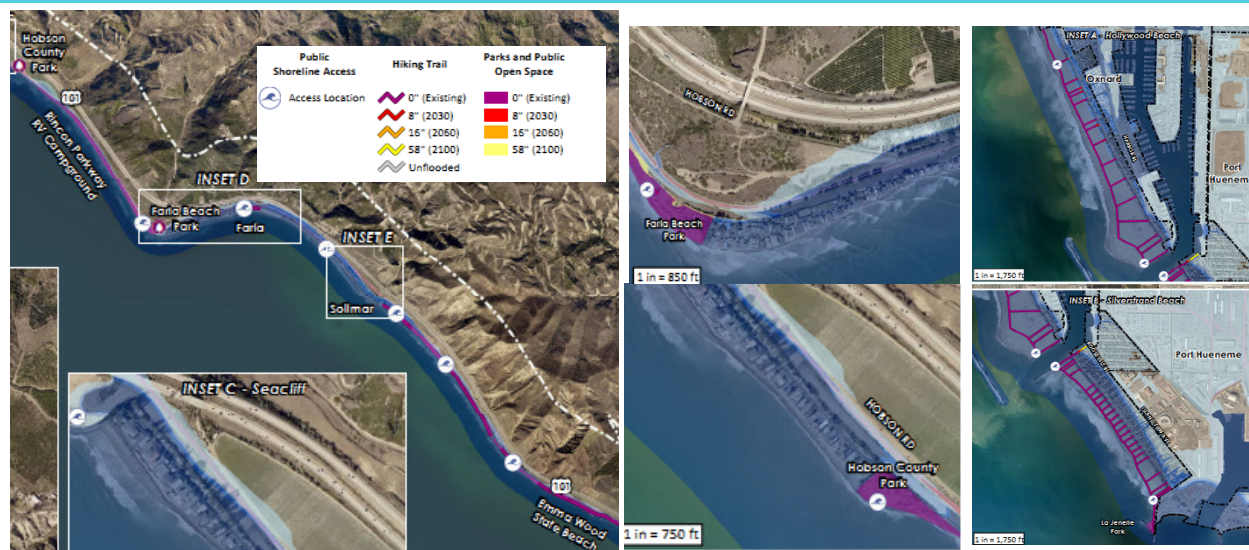 Hobson
County
Park
101
Rincon Parkway
RV Campground
INSET D
Faria Beach
Park
Faria
INSET E
Solimar
101
Emma Wood
State Beach
INSET C - Seacliff
Public
Shoreline Access
Access Location
Hiking Trail
0" (Existing)
8" (2030)
16" (2060)
58" (2100)
Unflooded
Parks and Public
Open Space
0" (Existing)
8" (2030)
16" (2060)
58" (2100)
HOBSON RD
Faria Beach
Park
1 in = 850 ft
HOBSON RD
Hobson County
Park
1 in = 750 ft
INSET A - Hollywood Beach
Oxnard
Port
Huenem
1 in = 1,750 ft
INSET B - Silverstrand Beach
Port Hueneme
La Jenelle
Park
1 in = 1,750 ft